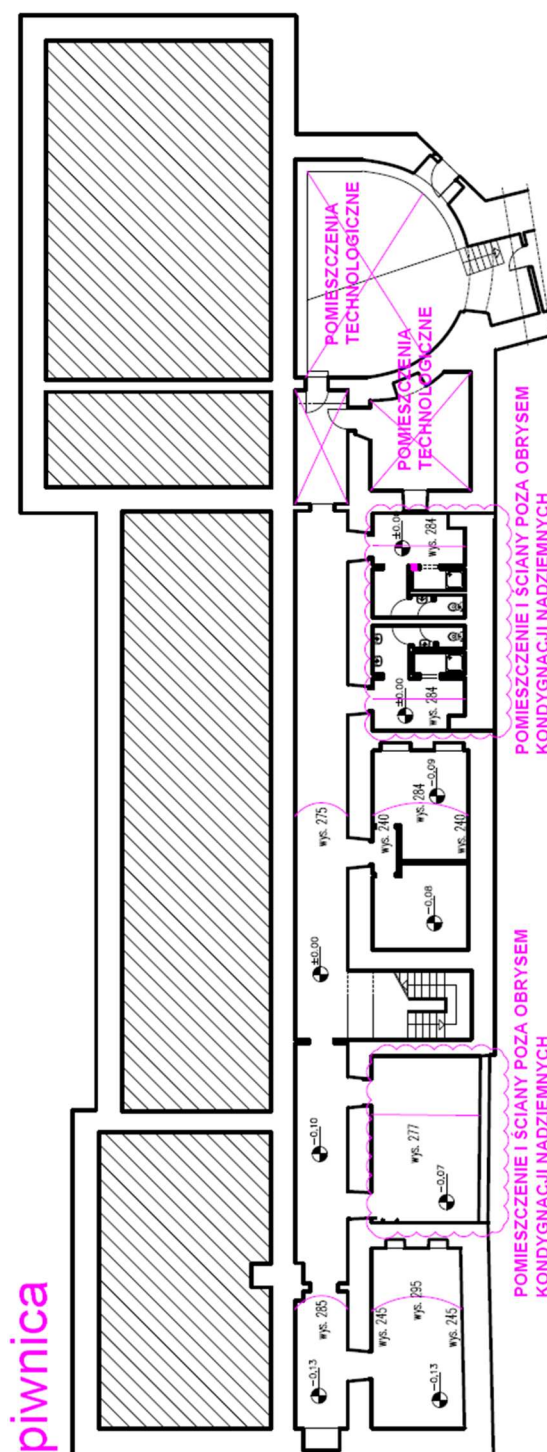 piwnica
POMIESZCZENIA
TECHNOLOGICZNE
POMIESZCZENIA
TECHNOLOGICZNE
±0.00
wys. 284
±0.00
wys. 284
POMIESZCZENIE I ŚCIANY POZA OBRYSEM
KONDYGNACJI NADZIEMNYCH
wys. 275
wys. 240
wys. 284
-0,09
wys. 240
-0,08
±0.00
-0,10
wys. 277
-0,07
POMIESZCZENIE I ŚCIANY POZA OBRYSEM
KONDYGNACJI NADZIEMNYCH
wys. 285
-0,13
wys. 245
wys. 295
wys. 245
-0,13